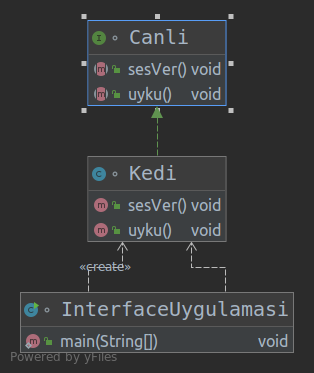 Canli
sesVer() void
uyku() void
Kedi
sesVer() void
uyku() void
«create»
InterfaceUygulamasi
main(String[]) void
Powered by yFiles